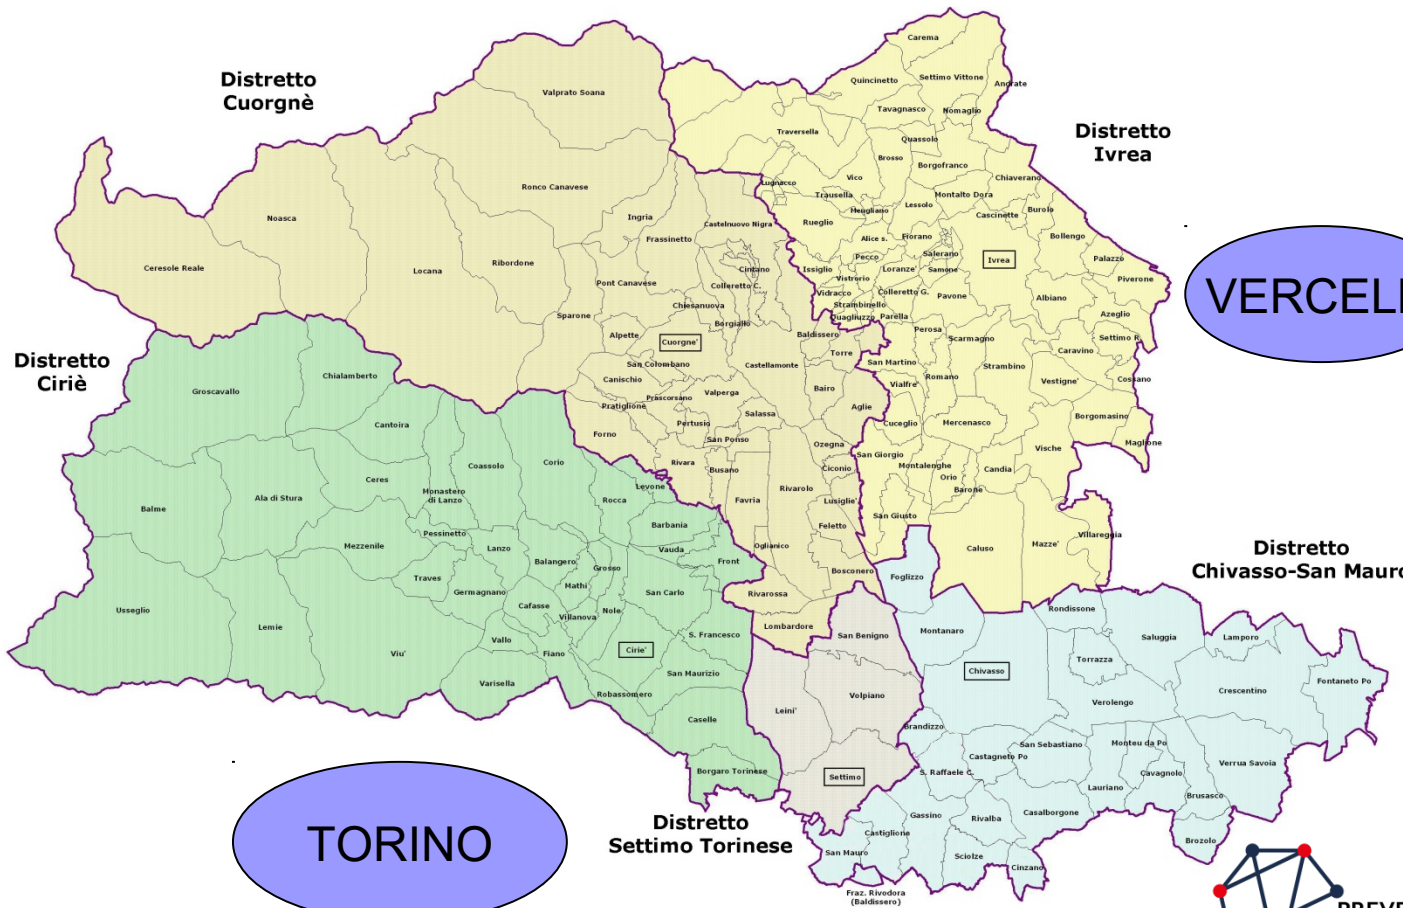 Distretto
Cuorgnè
Distretto
Ivrea
Distretto
Ciriè
Distretto
Chivasso-San Mauro
Distretto
Settimo Torinese
TORINO
Carema
Quincinetto
Settimo Vittone
Andrate
Tavagnasco
Nomaglio
Traversella
Quassolo
Brosso
Borgofranco
Vico
Chiaverano
Lugnacco
Trausella
Montalto Dora
Meugliano
Lessolo
Cascinette
Burolo
Rueglio
Alice s.
Fiorano
Bollengo
Pecco
Salerano
Ivrea
Palazzo
Issiglio
Vistrorio
Loranze'
Samone
Piverone
Vidracco
Colleretto G.
Pavone
Albiano
Strambinello
Quagliuzzo
Parella
Azeglio
Perosa
Scarmagno
Settimo R.
Caravino
San Martino
Romano
Strambino
Vialfre'
Vestigne'
Cossano
Cuceglio
Mercenasco
Borgomasino
Maglione
Vische
San Giorgio
Montalenghe
Orio
Candia
Barone
San Giusto
Caluso
Mazze'
Villareggia
Valprato Soana
Ronco Canavese
Noasca
Ingria
Castelnuovo Nigra
Frassinetto
Ceresole Reale
Locana
Ribordone
Cintano
Pont Canavese
Colleretto C.
Chiesanuova
Sparone
Borgiallo
Alpette
Cuorgne'
Baldissero
Torre
San Colombano
Castellamonte
Canischio
Bairo
Prascorsano
Valperga
Pratiglione
Salassa
Aglie
Pertusio
Forno
San Ponso
Ozegna
Rivara
Busano
Ciconio
Rivarolo
Favria
Lusiglie'
Feletto
Oglianico
Bosconero
Rivarossa
Lombardore
Groscavallo
Chialamberto
Cantoira
Coassolo
Corio
Ceres
Levone
Balme
Ala di Stura
Monastero
di Lanzo
Rocca
Barbania
Pessinetto
Mezzenile
Lanzo
Vauda
Balangero
Front
Grosso
Traves
Mathi
Germagnano
San Carlo
Usseglio
Cafasse
Nole
Villanova
Lemie
Vallo
S. Francesco
Viu'
Fiano
Cirie'
San Maurizio
Varisella
Robassomero
Caselle
Borgaro Torinese
San Benigno
Leini'
Volpiano
Settimo
Foglizzo
Rondissone
Montanaro
Saluggia
Lamporo
Chivasso
Torrazza
Fontaneto Po
Crescentino
Verolengo
Brandizzo
San Sebastiano
Monteu da Po
Castagneto Po
Verrua Savoia
S. Raffaele C.
Cavagnolo
Lauriano
Brusasco
Gassino
Casalborgone
Rivalba
Castiglione
Brozolo
San Mauro
Sciolze
Cinzano
Fraz. Rivodora
(Baldissero)